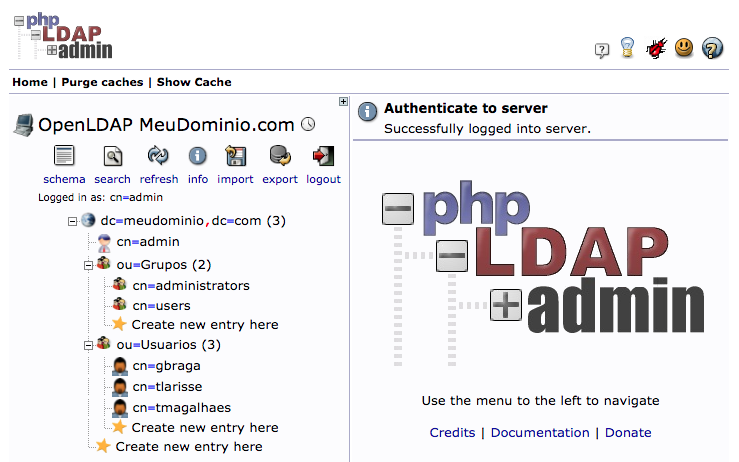 php
LDAP
admin
Home | Purge caches | Show Cache
OpenLDAP MeuDominio.com
schema search refresh info import export logout
Logged in as: cn=admin
dc=meudominio,dc=com (3)
cn=admin
ou=Grupos (2)
cn=administrators
cn=users
Create new entry here
ou=Usuarios (3)
cn=gbraga
cn=tlarisse
cn=tmagalhaes
Create new entry here
Create new entry here
Authenticate to server
Successfully logged into server.
php
LDAP
admin
Use the menu to the left to navigate
Credits | Documentation | Donate